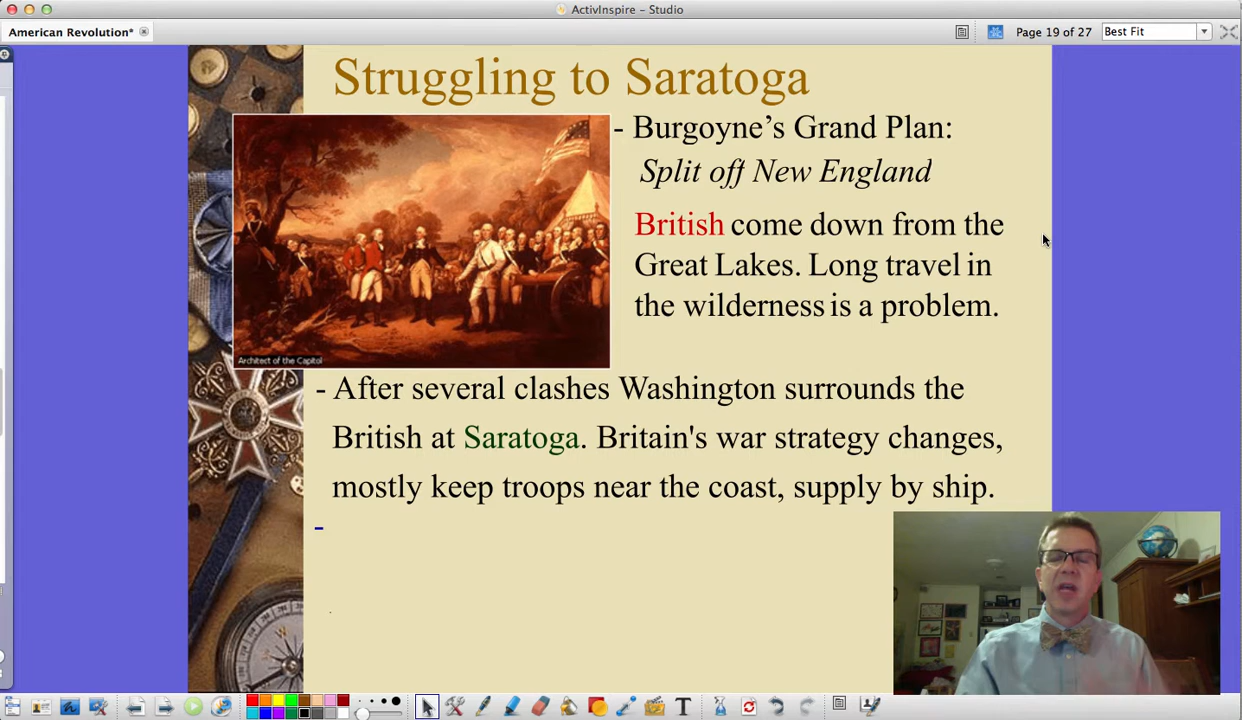 ActivInspire – Studio
American Revolution*
Page 19 of 27
Best Fit
Struggling to Saratoga
- Burgoyne's Grand Plan:
Split off New England
British come down from the
Great Lakes. Long travel in
the wilderness is a problem.
Architect of the Capitol
- After several clashes Washington surrounds the
British at Saratoga. Britain's war strategy changes,
mostly keep troops near the coast, supply by ship.
-